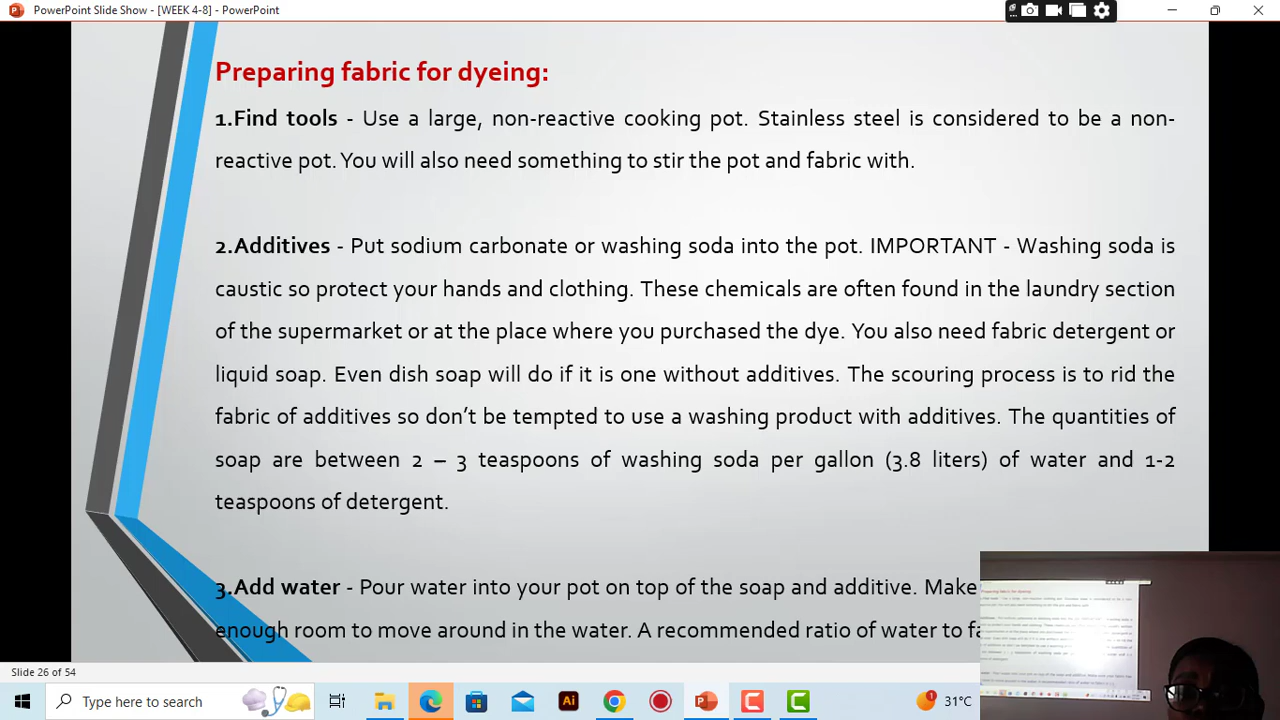 PowerPoint Slide Show - [WEEK 4-8] - PowerPoint
Preparing fabric for dyeing:
1.Find tools - Use a large, non-reactive cooking pot. Stainless steel is considered to be a non-
reactive pot. You will also need something to stir the pot and fabric with.
2.Additives - Put sodium carbonate or washing soda into the pot. IMPORTANT - Washing soda is
caustic so protect your hands and clothing. These chemicals are often found in the laundry section
of the supermarket or at the place where you purchased the dye. You also need fabric detergent or
liquid soap. Even dish soap will do if it is one without additives. The scouring process is to rid the
fabric of additives so don’t be tempted to use a washing product with additives. The quantities of
soap are between 2 – 3 teaspoons of washing soda per gallon (3.8 liters) of water and 1-2
teaspoons of detergent.
3.Add water - Pour water into your pot on top of the soap and additive. Make
enough room to move around in the water. A recommended ratio of water to fa
Slide 26 of 54
Type here to search
Ai
1
31°C